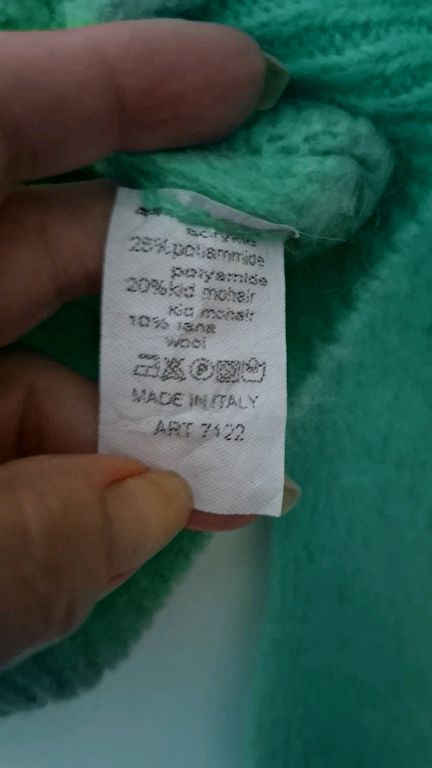 acrylic
25%poliammide
polyamide
20%kid mohair
kid mohair
10% lana
wool
P
MADE IN ITALY
ART 7122